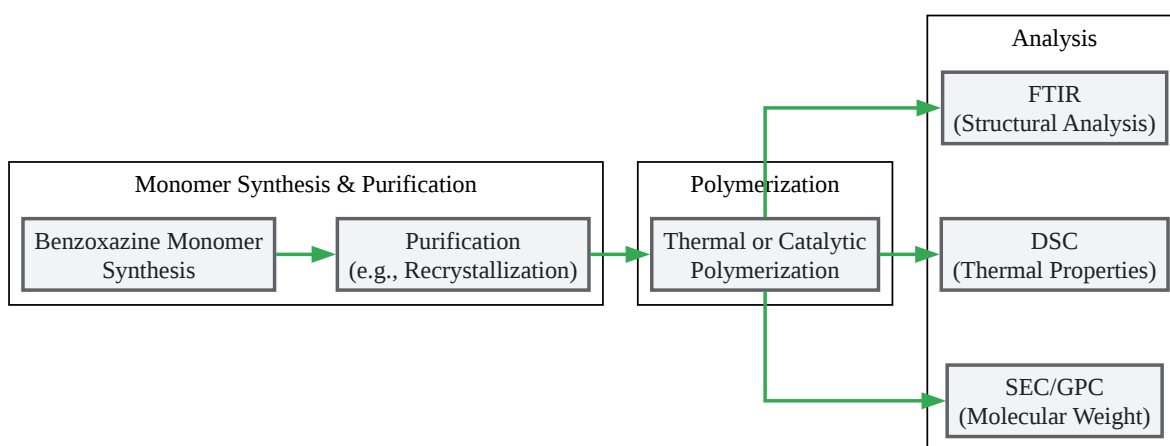 Monomer Synthesis & Purification
Benzoxazine Monomer
Synthesis
Purification
(e.g., Recrystallization)
Polymerization
Thermal or Catalytic
Polymerization
Analysis
FTIR
(Structural Analysis)
DSC
(Thermal Properties)
SEC/GPC
(Molecular Weight)